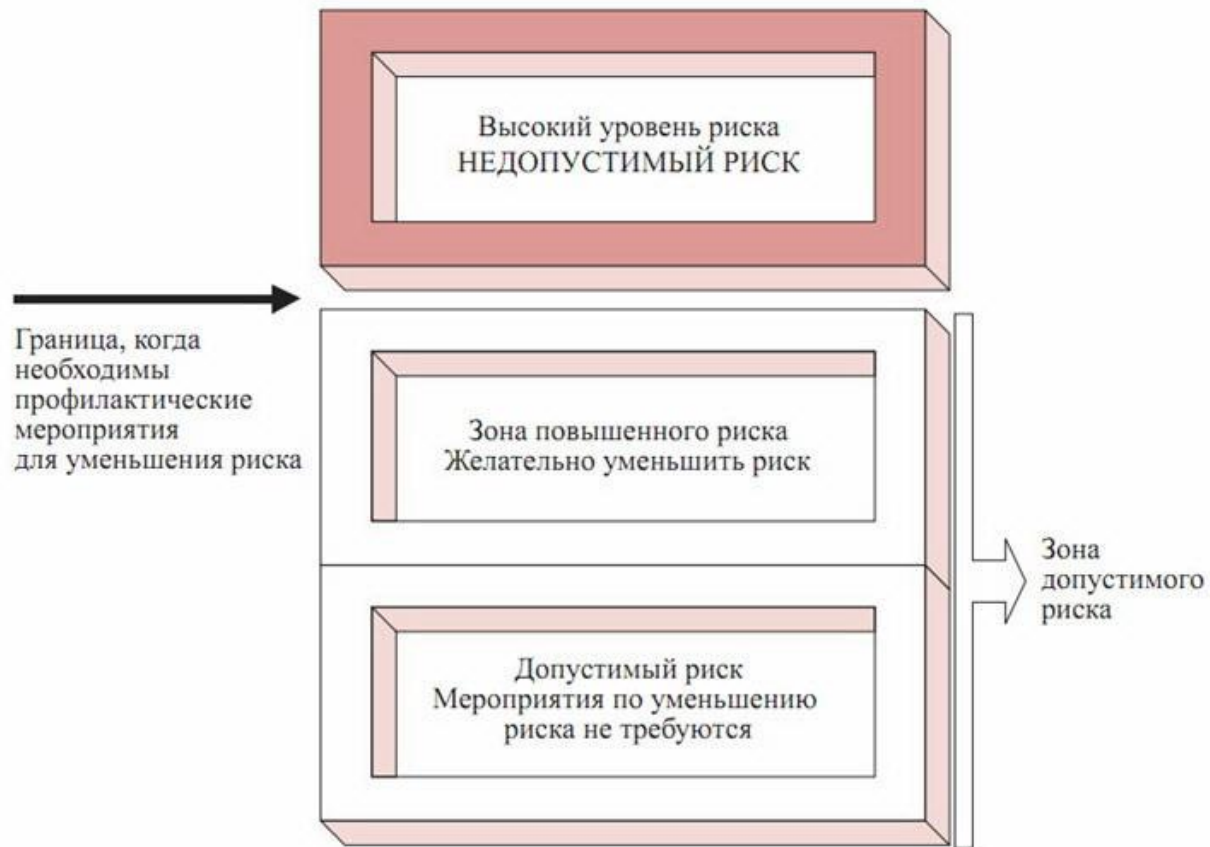 Высокий уровень риска
НЕДОПУСТИМЫЙ РИСК
Граница, когда
необходимы
профилактические
мероприятия
для уменьшения риска
Зона повышенного риска
Желательно уменьшить риск
Зона
допустимого
риска
Допустимый риск
Мероприятия по уменьшению
риска не требуются